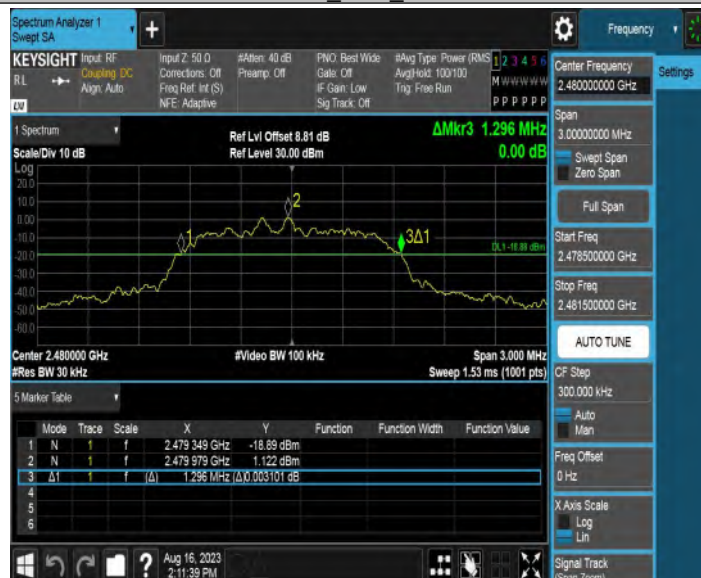 Spectrum Analyzer 1
Swept SA
+
Frequency
KEYSIGHT Input: RF
RL Coupling: DC
Align: Auto
LXI
Input Z: 50 Ω
Corrections: Off
Freq Ref: Int (S)
NFE: Adaptive
#Atten: 40 dB
Preamp: Off
PNO: Best Wide
Gate: Off
IF Gain: Low
Sig Track: Off
#Avg Type: Power (RMS
Avg|Hold: 100/100
Trig: Free Run
1 2 3 4 5 6
M W W W W W
P P P P P P
1 Spectrum
Scale/Div 10 dB
Ref Lvl Offset 8.81 dB
Ref Level 30.00 dBm
ΔMkr3 1.296 MHz
0.00 dB
Log
20.0
10.0
0.00
-10.0
-20.0
-30.0
-40.0
-50.0
-60.0
1
2
3Δ1
DL1 -18.88 dBm
Center 2.480000 GHz
#Res BW 30 kHz
#Video BW 100 kHz
Span 3.000 MHz
Sweep 1.53 ms (1001 pts)
5 Marker Table
Mode Trace Scale X Y Function Function Width Function Value
1 N 1 f 2.479 349 GHz -18.89 dBm
2 N 1 f 2.479 979 GHz 1.122 dBm
3 Δ1 1 f (Δ) 1.296 MHz (Δ) 0.003101 dB
4
5
6
Aug 16, 2023
2:11:39 PM
Center Frequency
2.480000000 GHz
Settings
Span
3.00000000 MHz
Swept Span
Zero Span
Full Span
Start Freq
2.478500000 GHz
Stop Freq
2.481500000 GHz
AUTO TUNE
CF Step
300.000 kHz
Auto
Man
Freq Offset
0 Hz
X Axis Scale
Log
Lin
Signal Track
(Span Zoom)